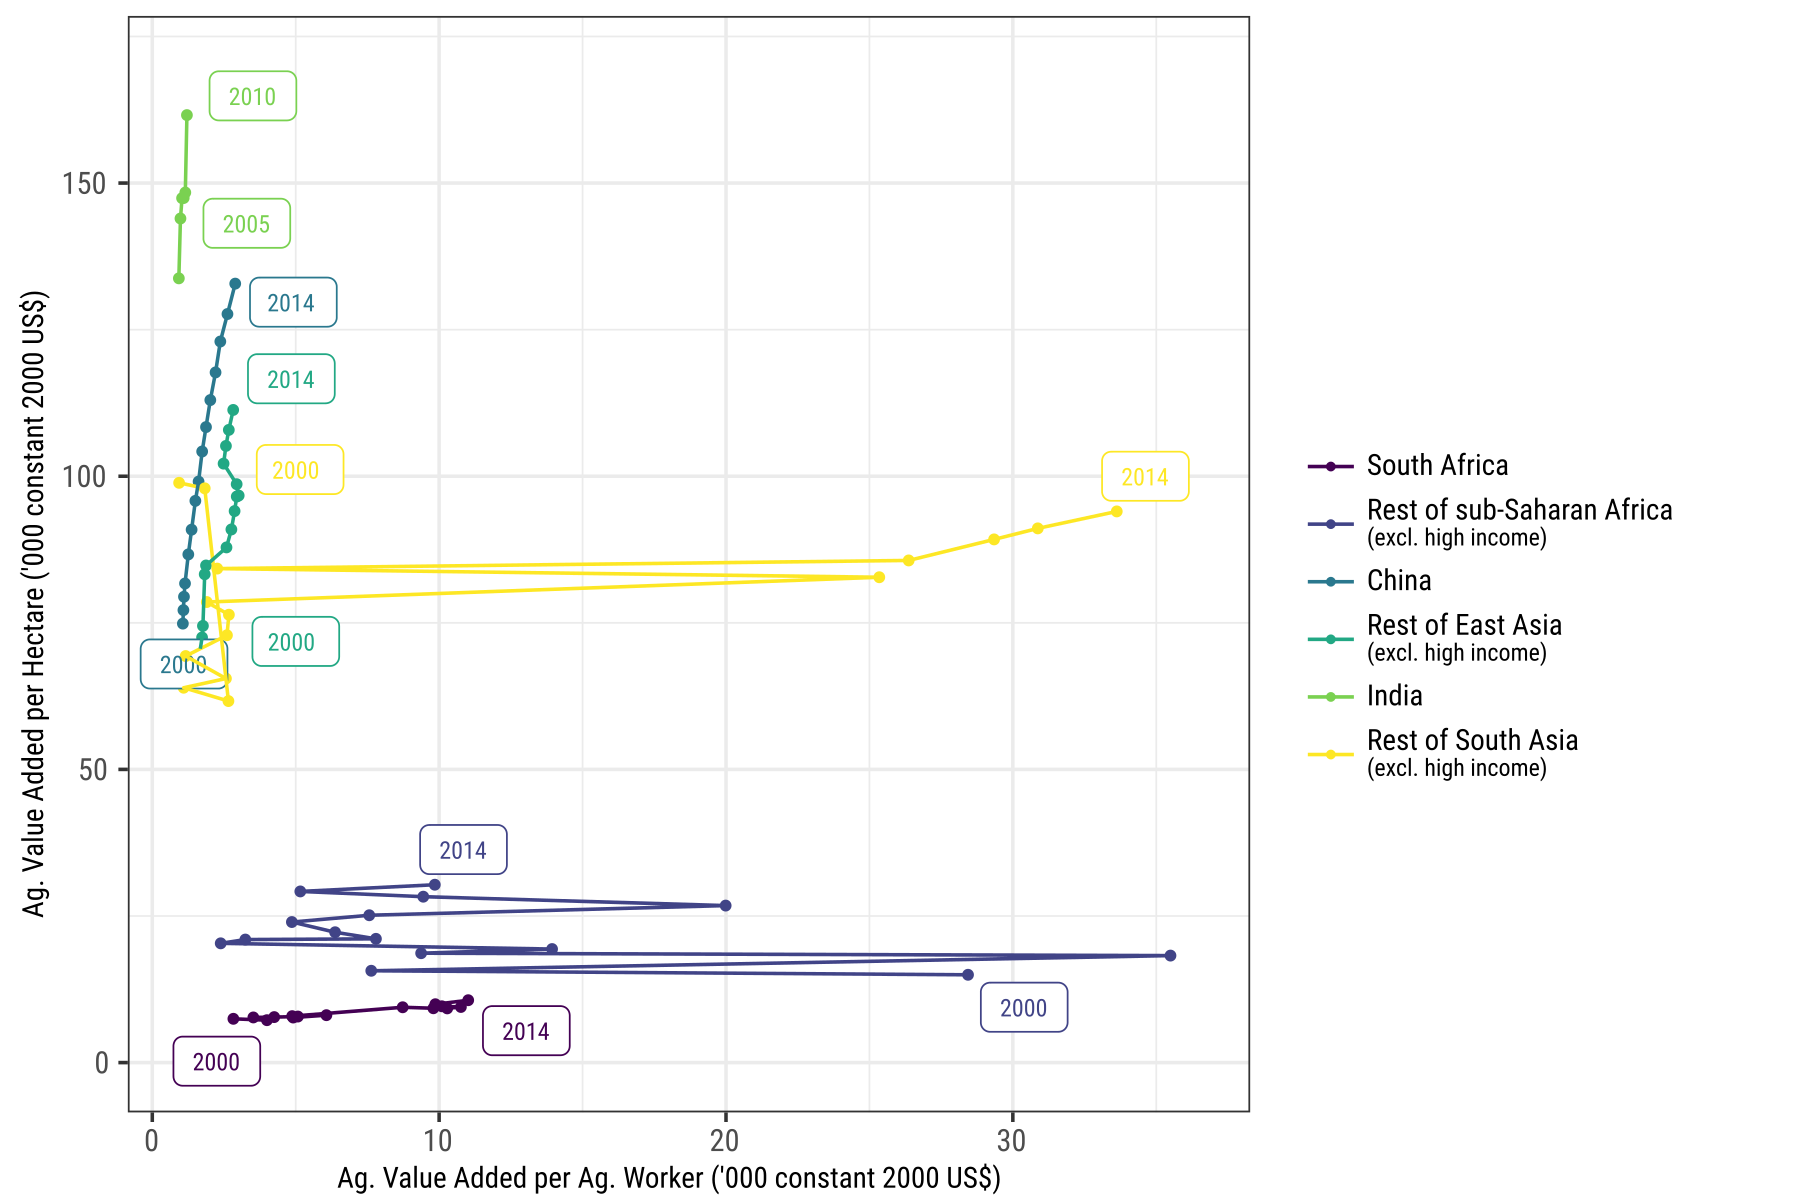 2010
150
2005
2014
2014
2000
2014
100
2000
2000
50
2014
2000
2014
2000
0
0
10
20
30
Ag. Value Added per Ag. Worker ('000 constant 2000 US$)
Ag. Value Added per Hectare ('000 constant 2000 US$)
South Africa
Rest of sub-Saharan Africa
(excl. high income)
China
Rest of East Asia
(excl. high income)
India
Rest of South Asia
(excl. high income)